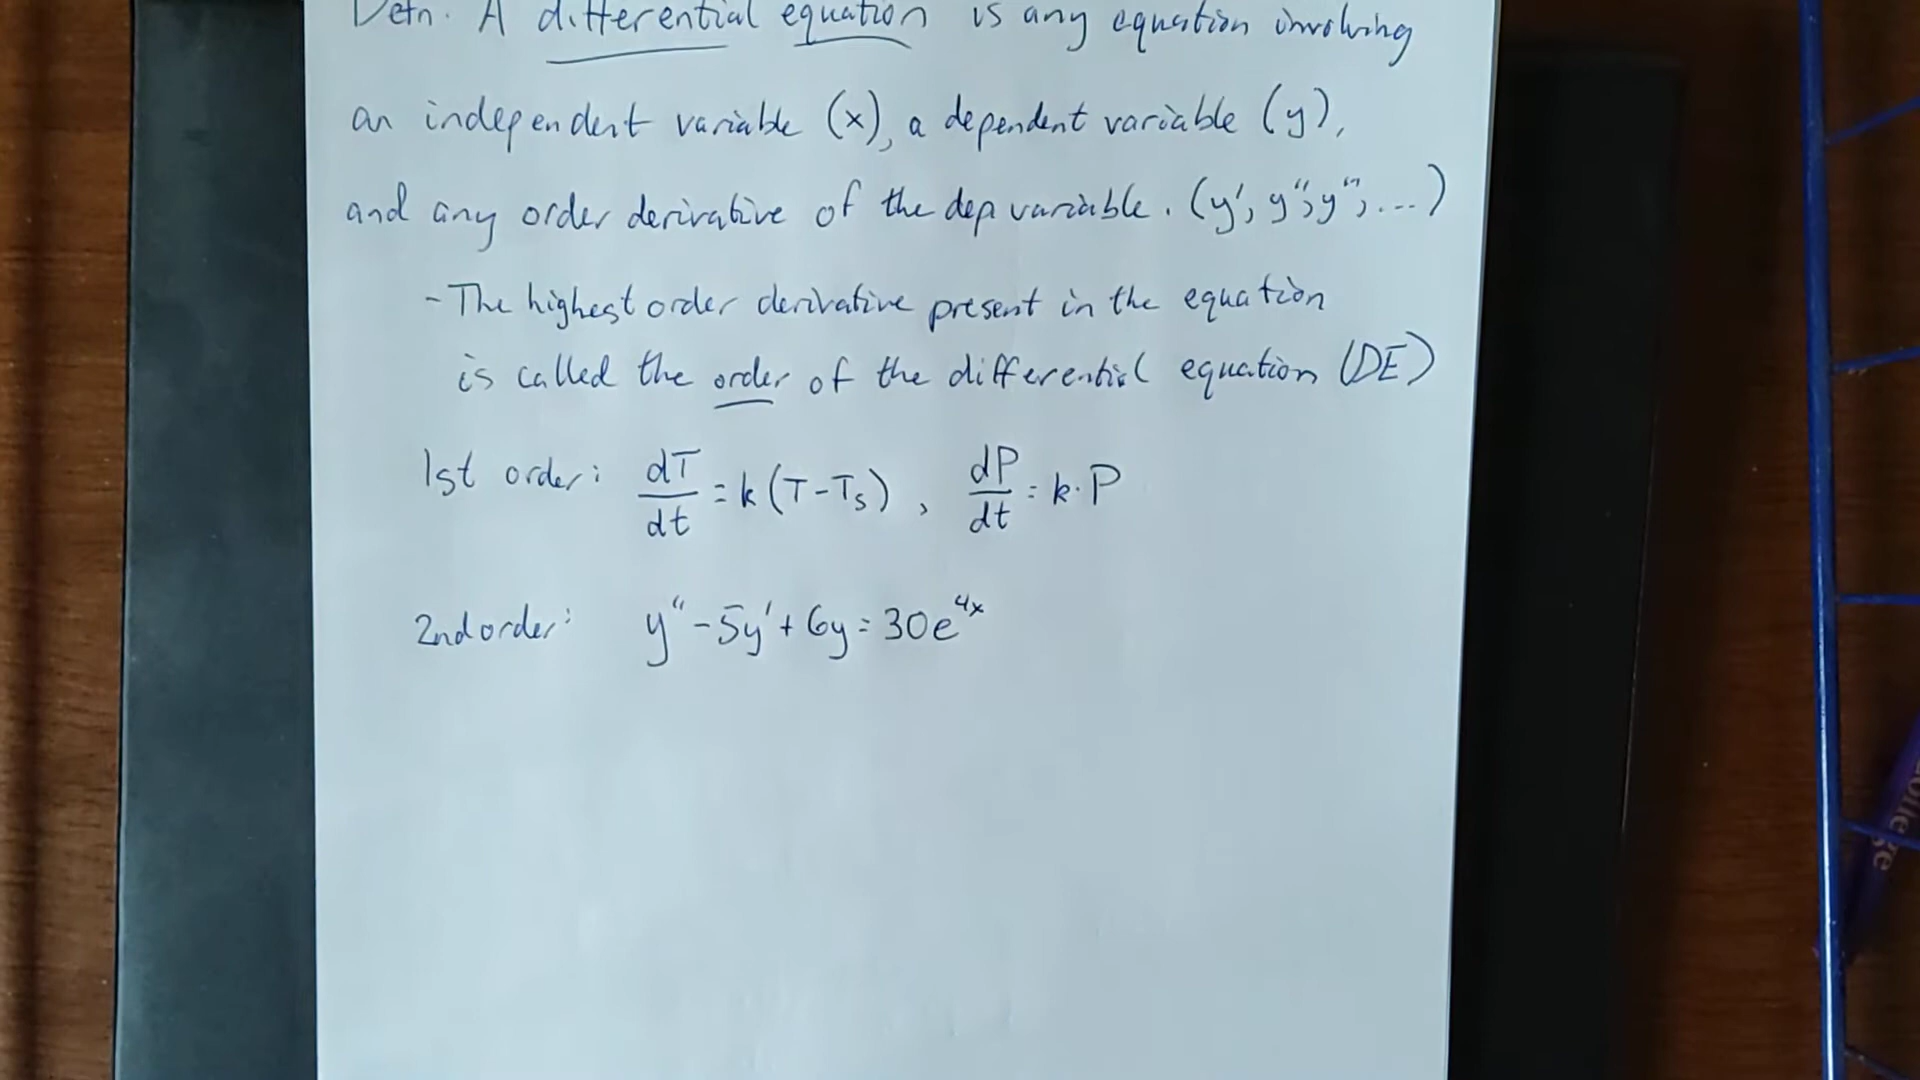 Defn. A differential equation is any equation involving
an independent variable (x), a dependent variable (y),
and any order derivative of the dep variable. (y', y'', y''', ...)
- The highest order derivative present in the equation
is called the order of the differential equation (DE)
1st order: dT/dt = k(T-Ts), dP/dt = k·P
2nd order: y'' - 5y' + 6y = 30e^4x